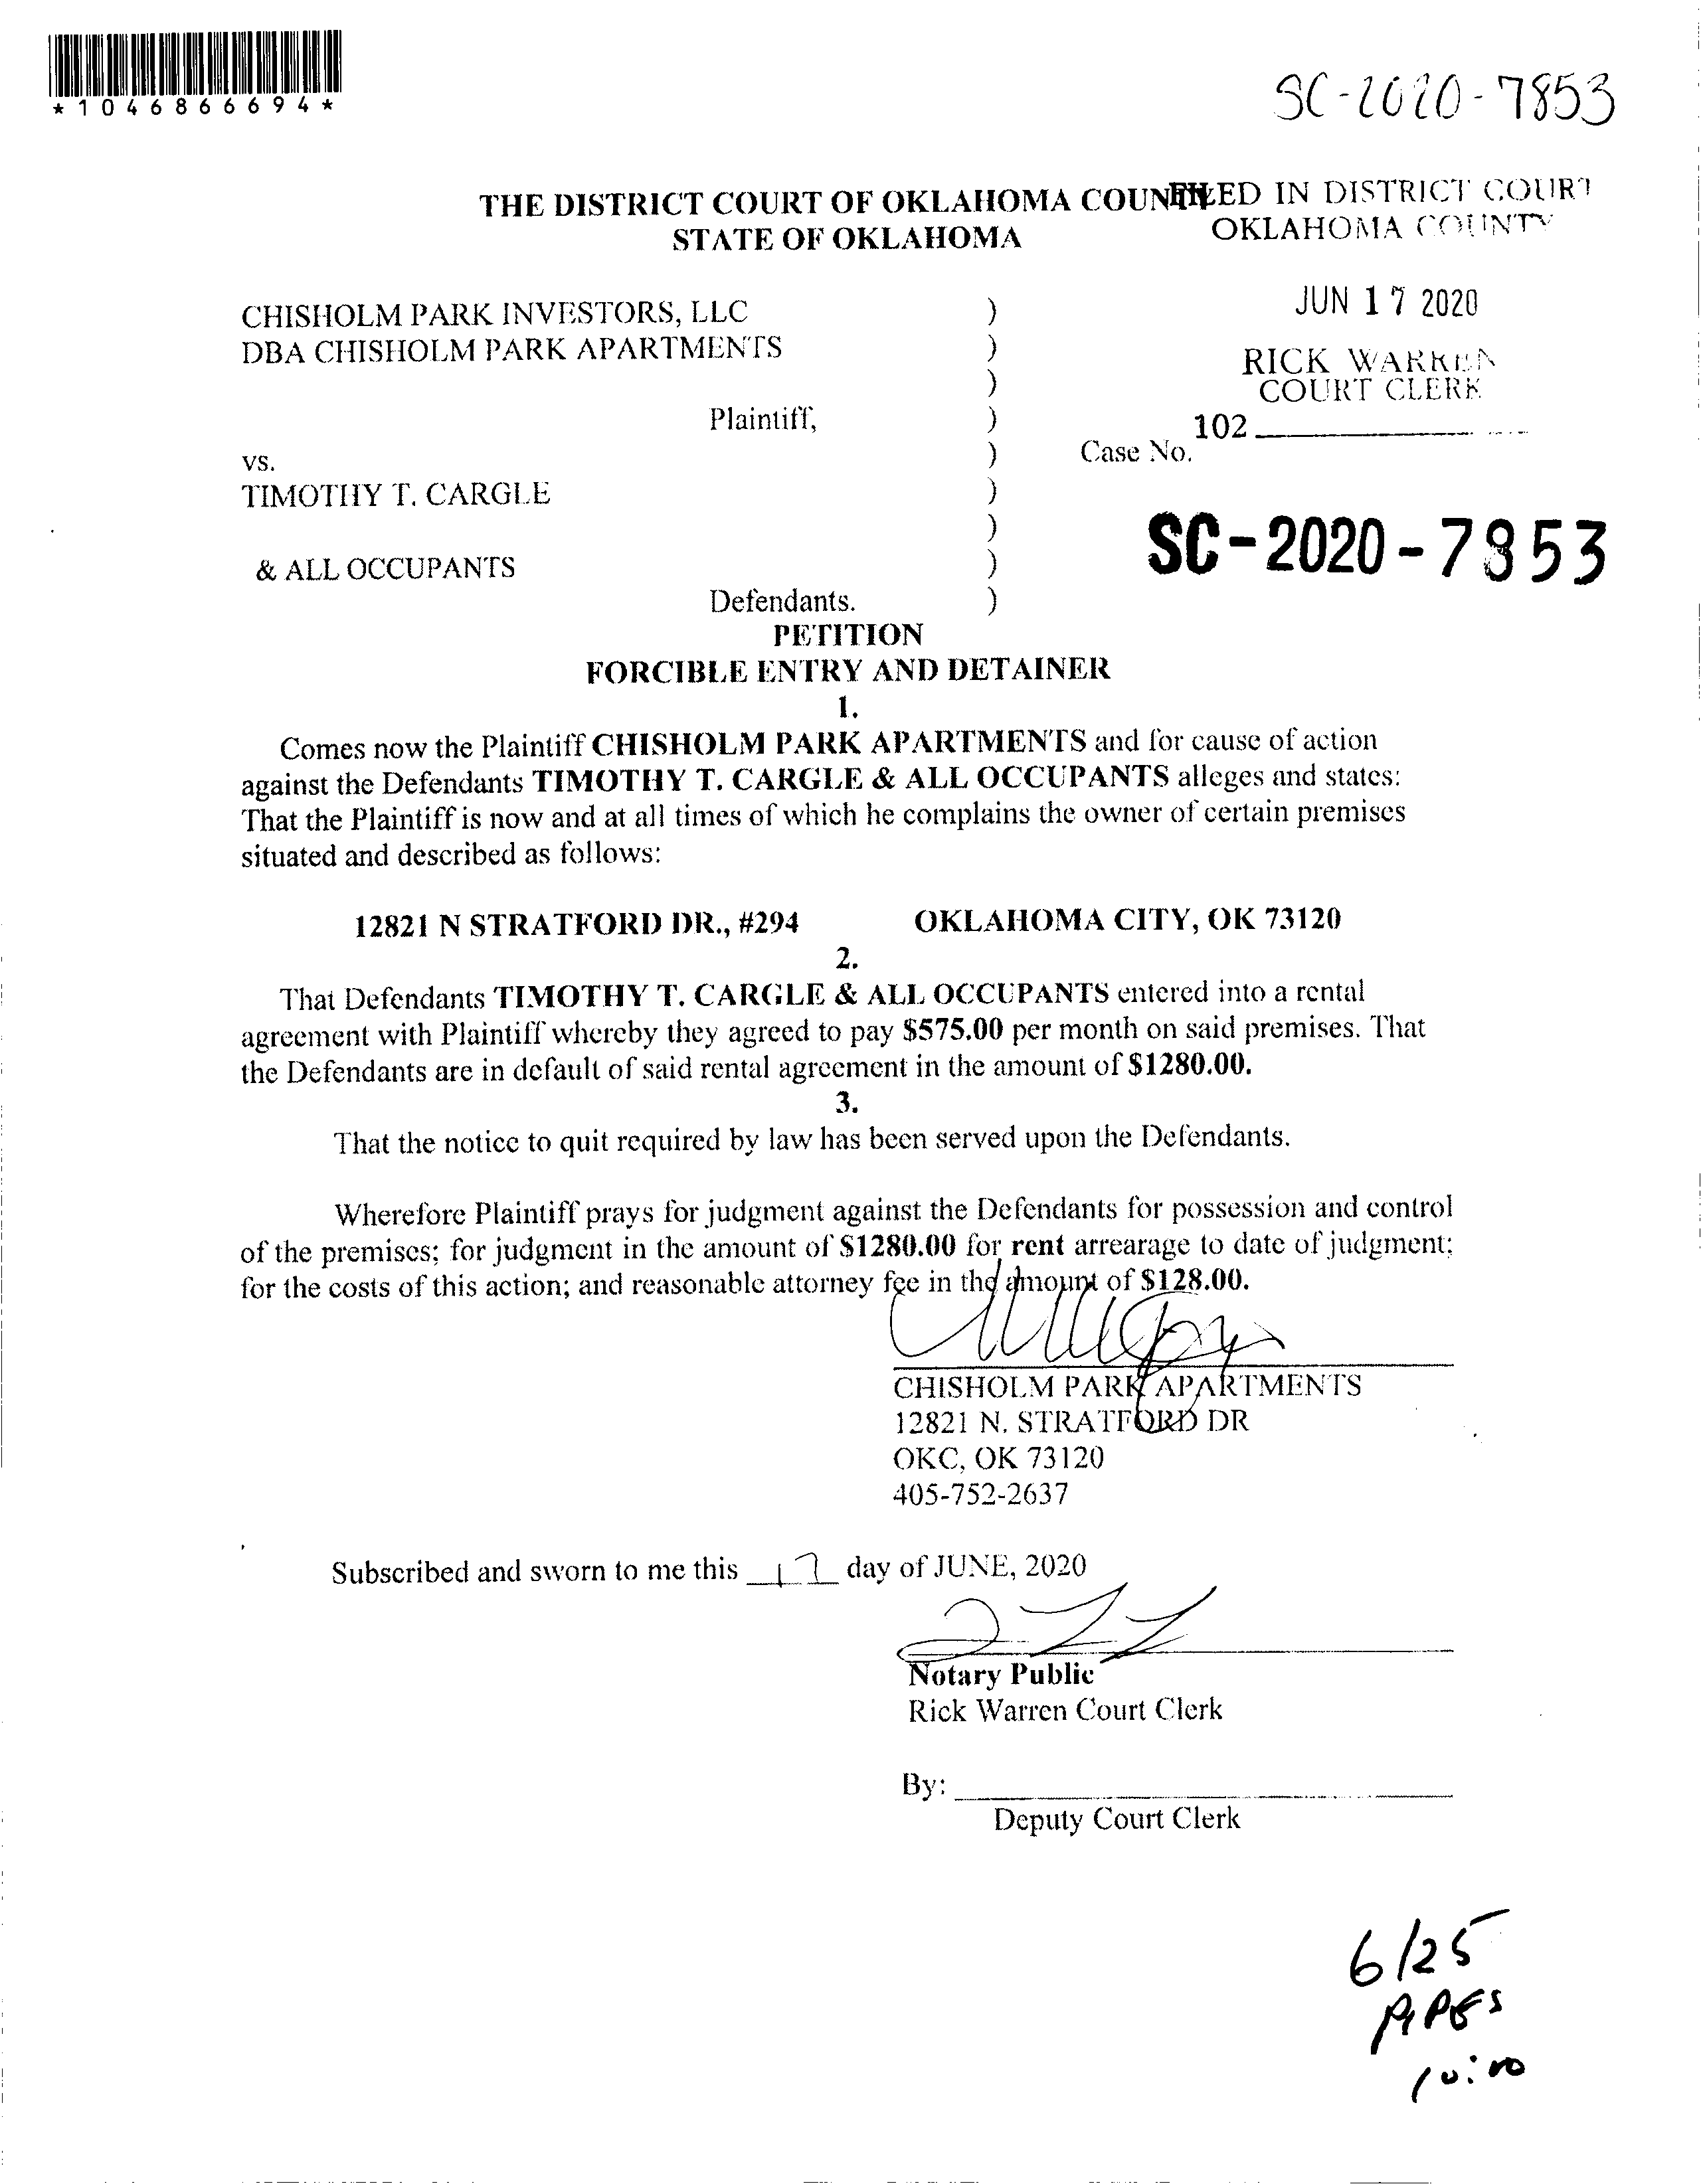 *1046866694*
SC-2020-7853
THE DISTRICT COURT OF OKLAHOMA COUNTY
STATE OF OKLAHOMA
FILED IN DISTRICT COURT
OKLAHOMA COUNTY
JUN 17 2020
RICK WARREN
COURT CLERK
102
CHISHOLM PARK INVESTORS, LLC )
DBA CHISHOLM PARK APARTMENTS )
)
Plaintiff, )
vs. ) Case No.
TIMOTHY T. CARGLE )
)
SC-2020-7853
& ALL OCCUPANTS )
Defendants. )
PETITION
FORCIBLE ENTRY AND DETAINER
1.
Comes now the Plaintiff CHISHOLM PARK APARTMENTS and for cause of action
against the Defendants TIMOTHY T. CARGLE & ALL OCCUPANTS alleges and states:
That the Plaintiff is now and at all times of which he complains the owner of certain premises
situated and described as follows:
12821 N STRATFORD DR., #294 OKLAHOMA CITY, OK 73120
2.
That Defendants TIMOTHY T. CARGLE & ALL OCCUPANTS entered into a rental
agreement with Plaintiff whereby they agreed to pay $575.00 per month on said premises. That
the Defendants are in default of said rental agreement in the amount of $1280.00.
3.
That the notice to quit required by law has been served upon the Defendants.
Wherefore Plaintiff prays for judgment against the Defendants for possession and control
of the premises; for judgment in the amount of $1280.00 for rent arrearage to date of judgment;
for the costs of this action; and reasonable attorney fee in the amount of $128.00.
CHISHOLM PARK APARTMENTS
12821 N. STRATFORD DR
OKC, OK 73120
405-752-2637
Subscribed and sworn to me this 17 day of JUNE, 2020
Notary Public
Rick Warren Court Clerk
By:
Deputy Court Clerk
6/25
10:00